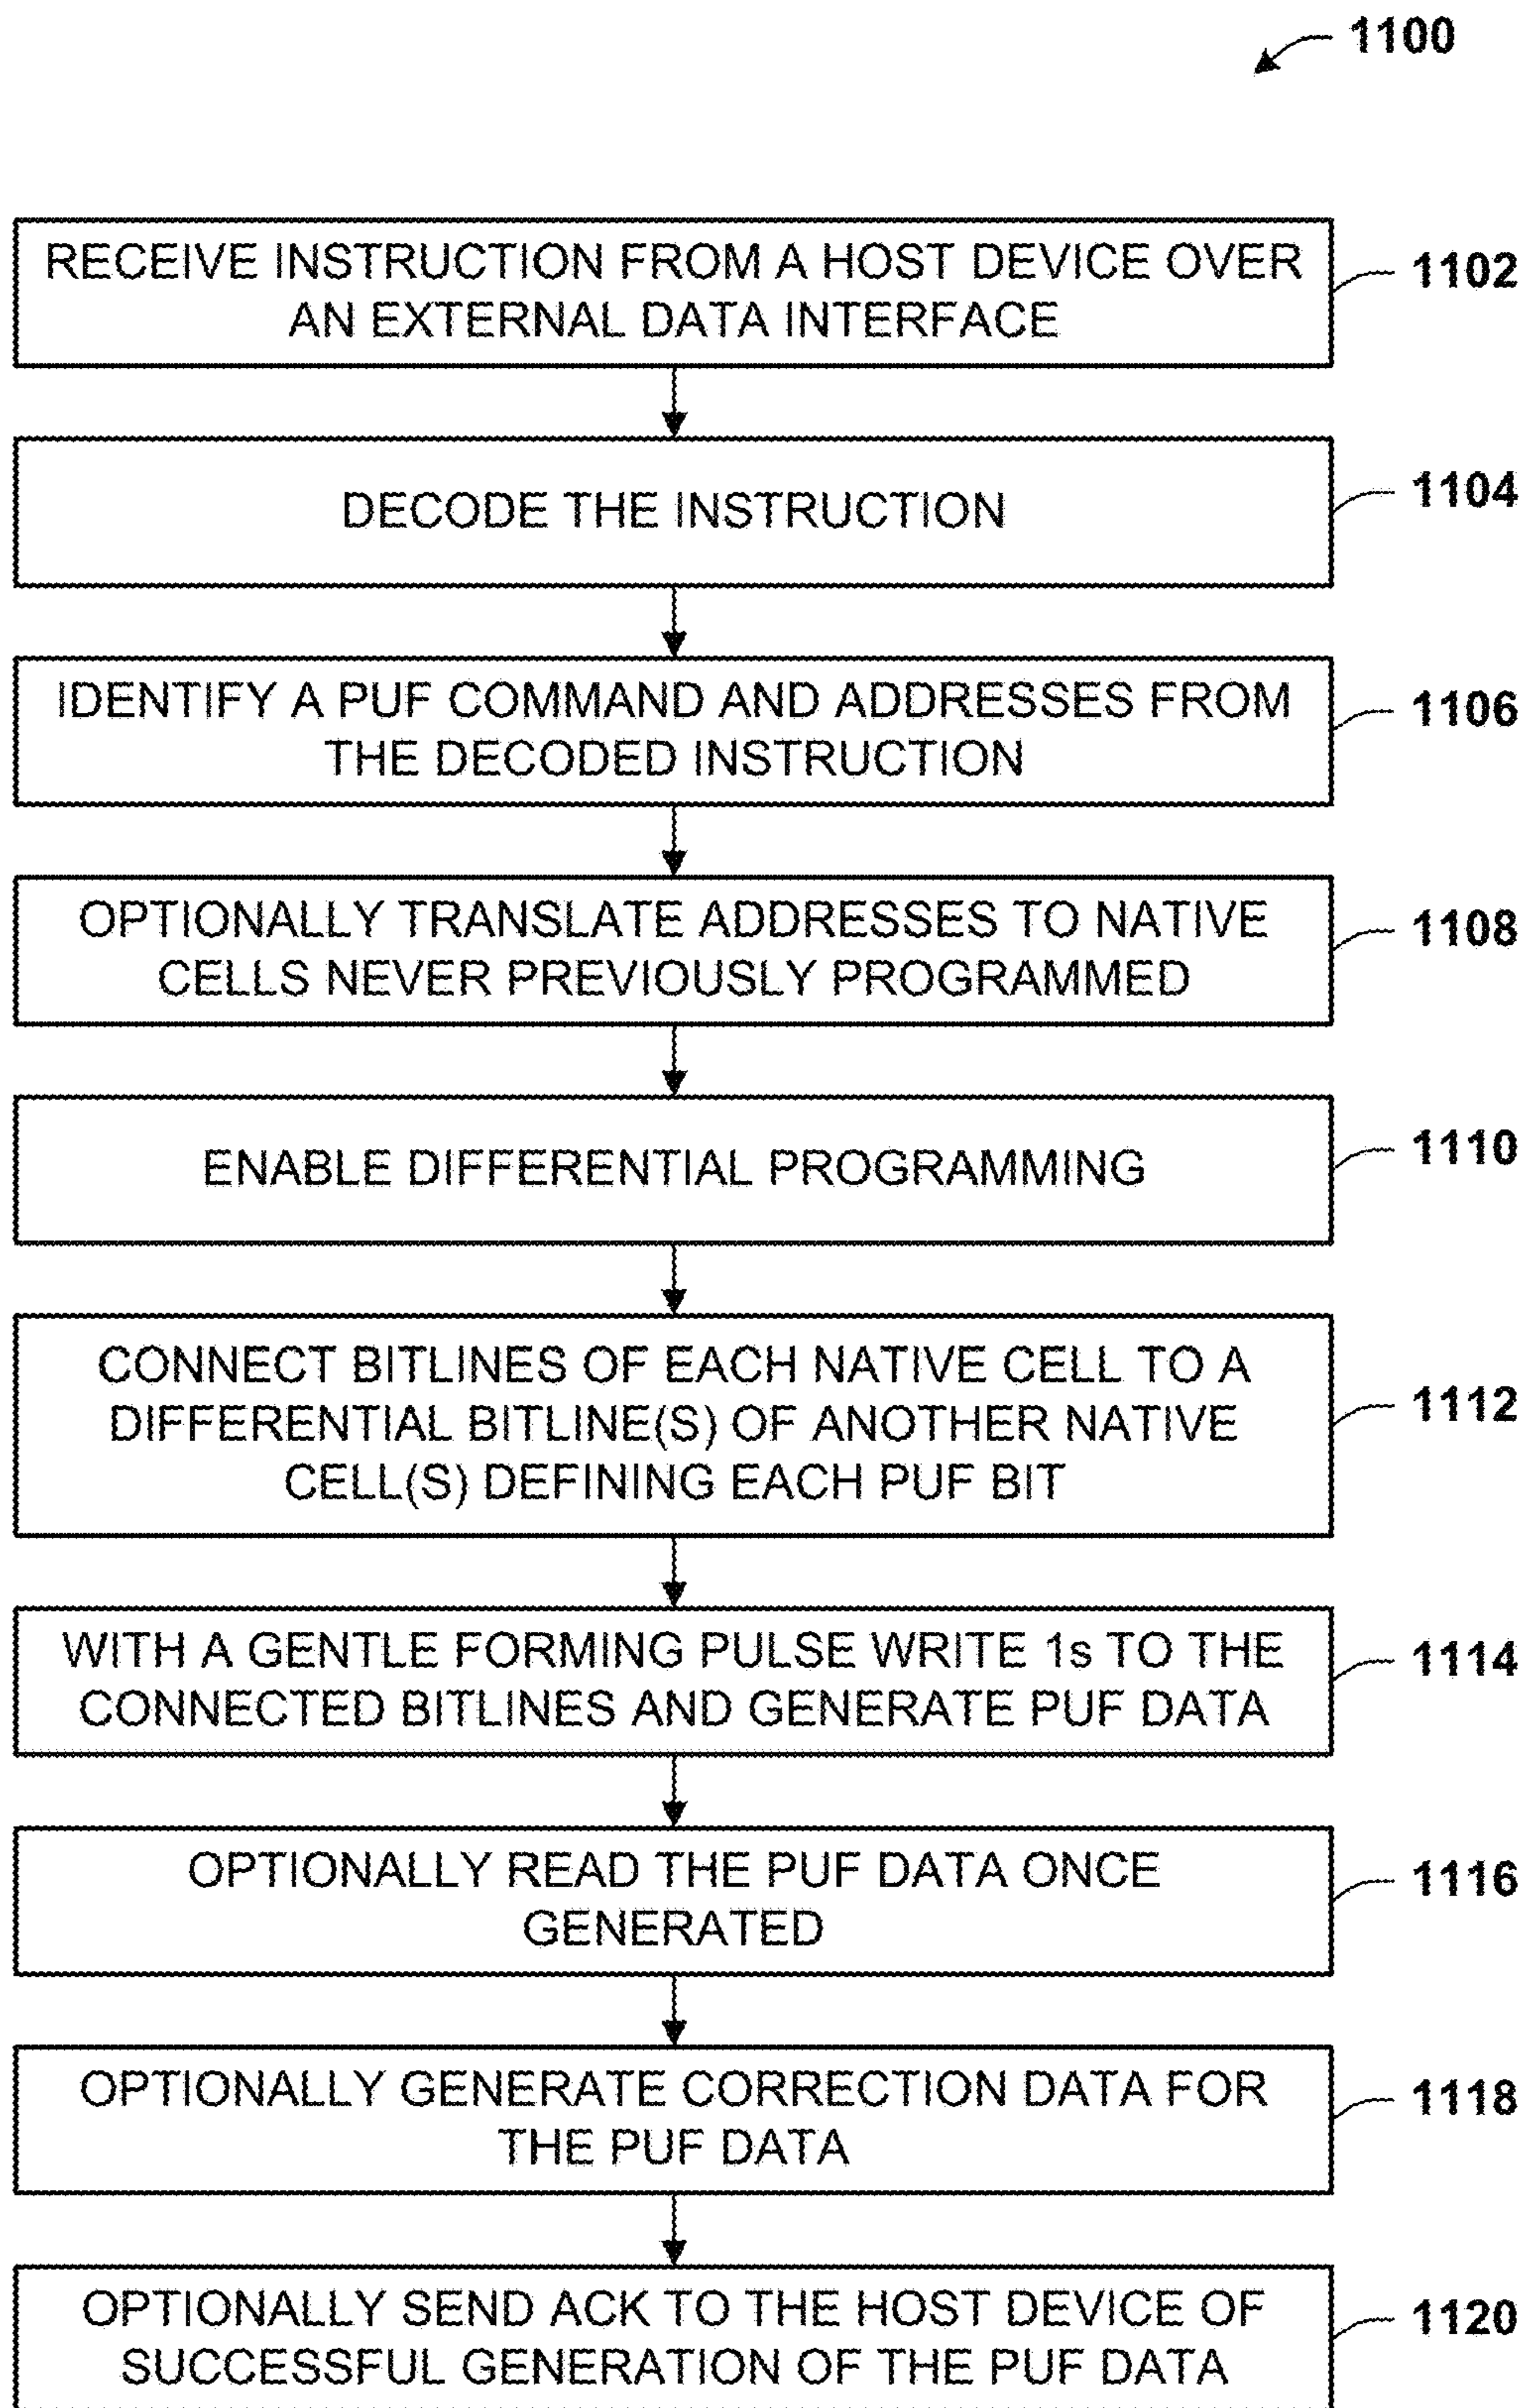 1100
RECEIVE INSTRUCTION FROM A HOST DEVICE OVER
AN EXTERNAL DATA INTERFACE
1102
DECODE THE INSTRUCTION
1104
IDENTIFY A PUF COMMAND AND ADDRESSES FROM
THE DECODED INSTRUCTION
1106
OPTIONALLY TRANSLATE ADDRESSES TO NATIVE
CELLS NEVER PREVIOUSLY PROGRAMMED
1108
ENABLE DIFFERENTIAL PROGRAMMING
1110
CONNECT BITLINES OF EACH NATIVE CELL TO A
DIFFERENTIAL BITLINE(S) OF ANOTHER NATIVE
CELL(S) DEFINING EACH PUF BIT
1112
WITH A GENTLE FORMING PULSE WRITE 1s TO THE
CONNECTED BITLINES AND GENERATE PUF DATA
1114
OPTIONALLY READ THE PUF DATA ONCE
GENERATED
1116
OPTIONALLY GENERATE CORRECTION DATA FOR
THE PUF DATA
1118
OPTIONALLY SEND ACK TO THE HOST DEVICE OF
SUCCESSFUL GENERATION OF THE PUF DATA
1120